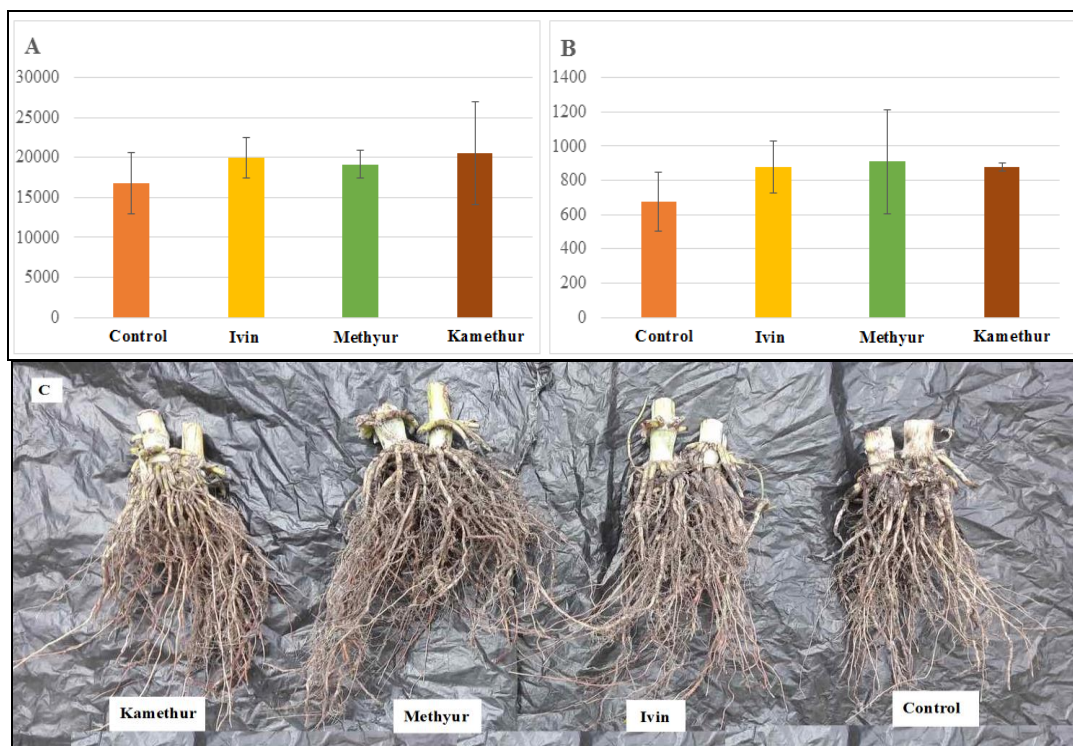 A
30000
25000
20000
15000
10000
5000
0
Control Ivin Methyur Kamethur
B
1400
1200
1000
800
600
400
200
0
Control Ivin Methyur Kamethur
C
Kamethur Methyur Ivin Control